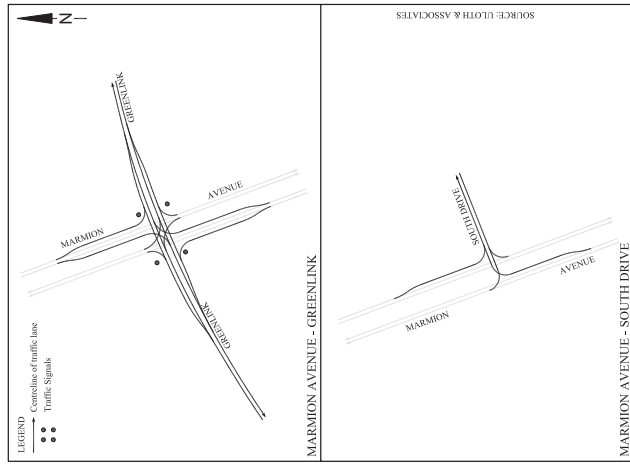 N
GREENLINK
AVENUE
MARMION
GREENLINK
LEGEND
Centreline of traffic lane
Traffic Signals
MARMION AVENUE - GREENLINK
SOURCE: ULOTH & ASSOCIATES
SOUTH DRIVE
AVENUE
MARMION
MARMION AVENUE - SOUTH DRIVE